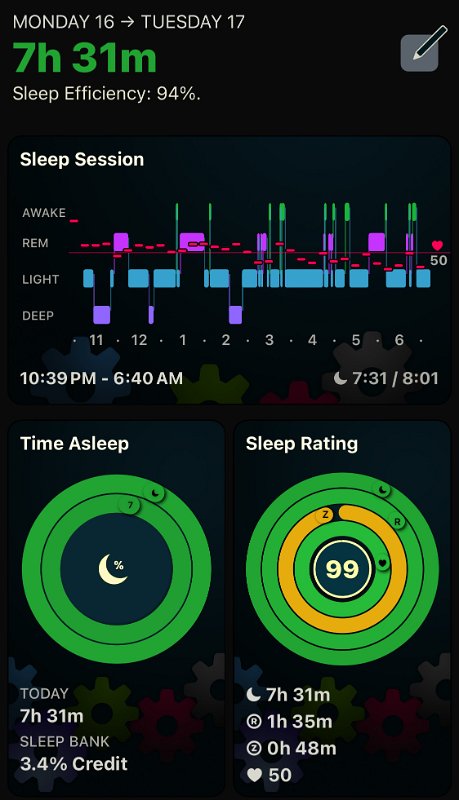 MONDAY 16 → TUESDAY 17
7h 31m
Sleep Efficiency: 94%.
Sleep Session
AWAKE
REM
50
LIGHT
DEEP
· 11 · 12 · 1 · 2 · 3 · 4 · 5 · 6 ·
10:39 PM - 6:40 AM 7:31 / 8:01
Time Asleep
7
%
TODAY
7h 31m
SLEEP BANK
3.4% Credit
Sleep Rating
Z
R
99
7h 31m
R 1h 35m
Z 0h 48m
50